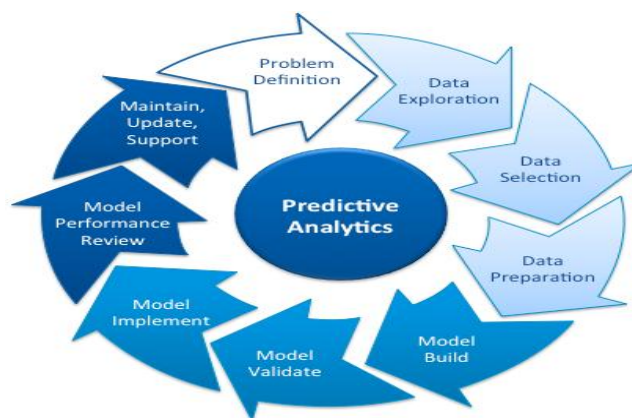 Problem
Definition
Data
Exploration
Data
Selection
Data
Preparation
Model
Build
Model
Validate
Model
Implement
Model
Performance
Review
Maintain,
Update,
Support
Predictive
Analytics